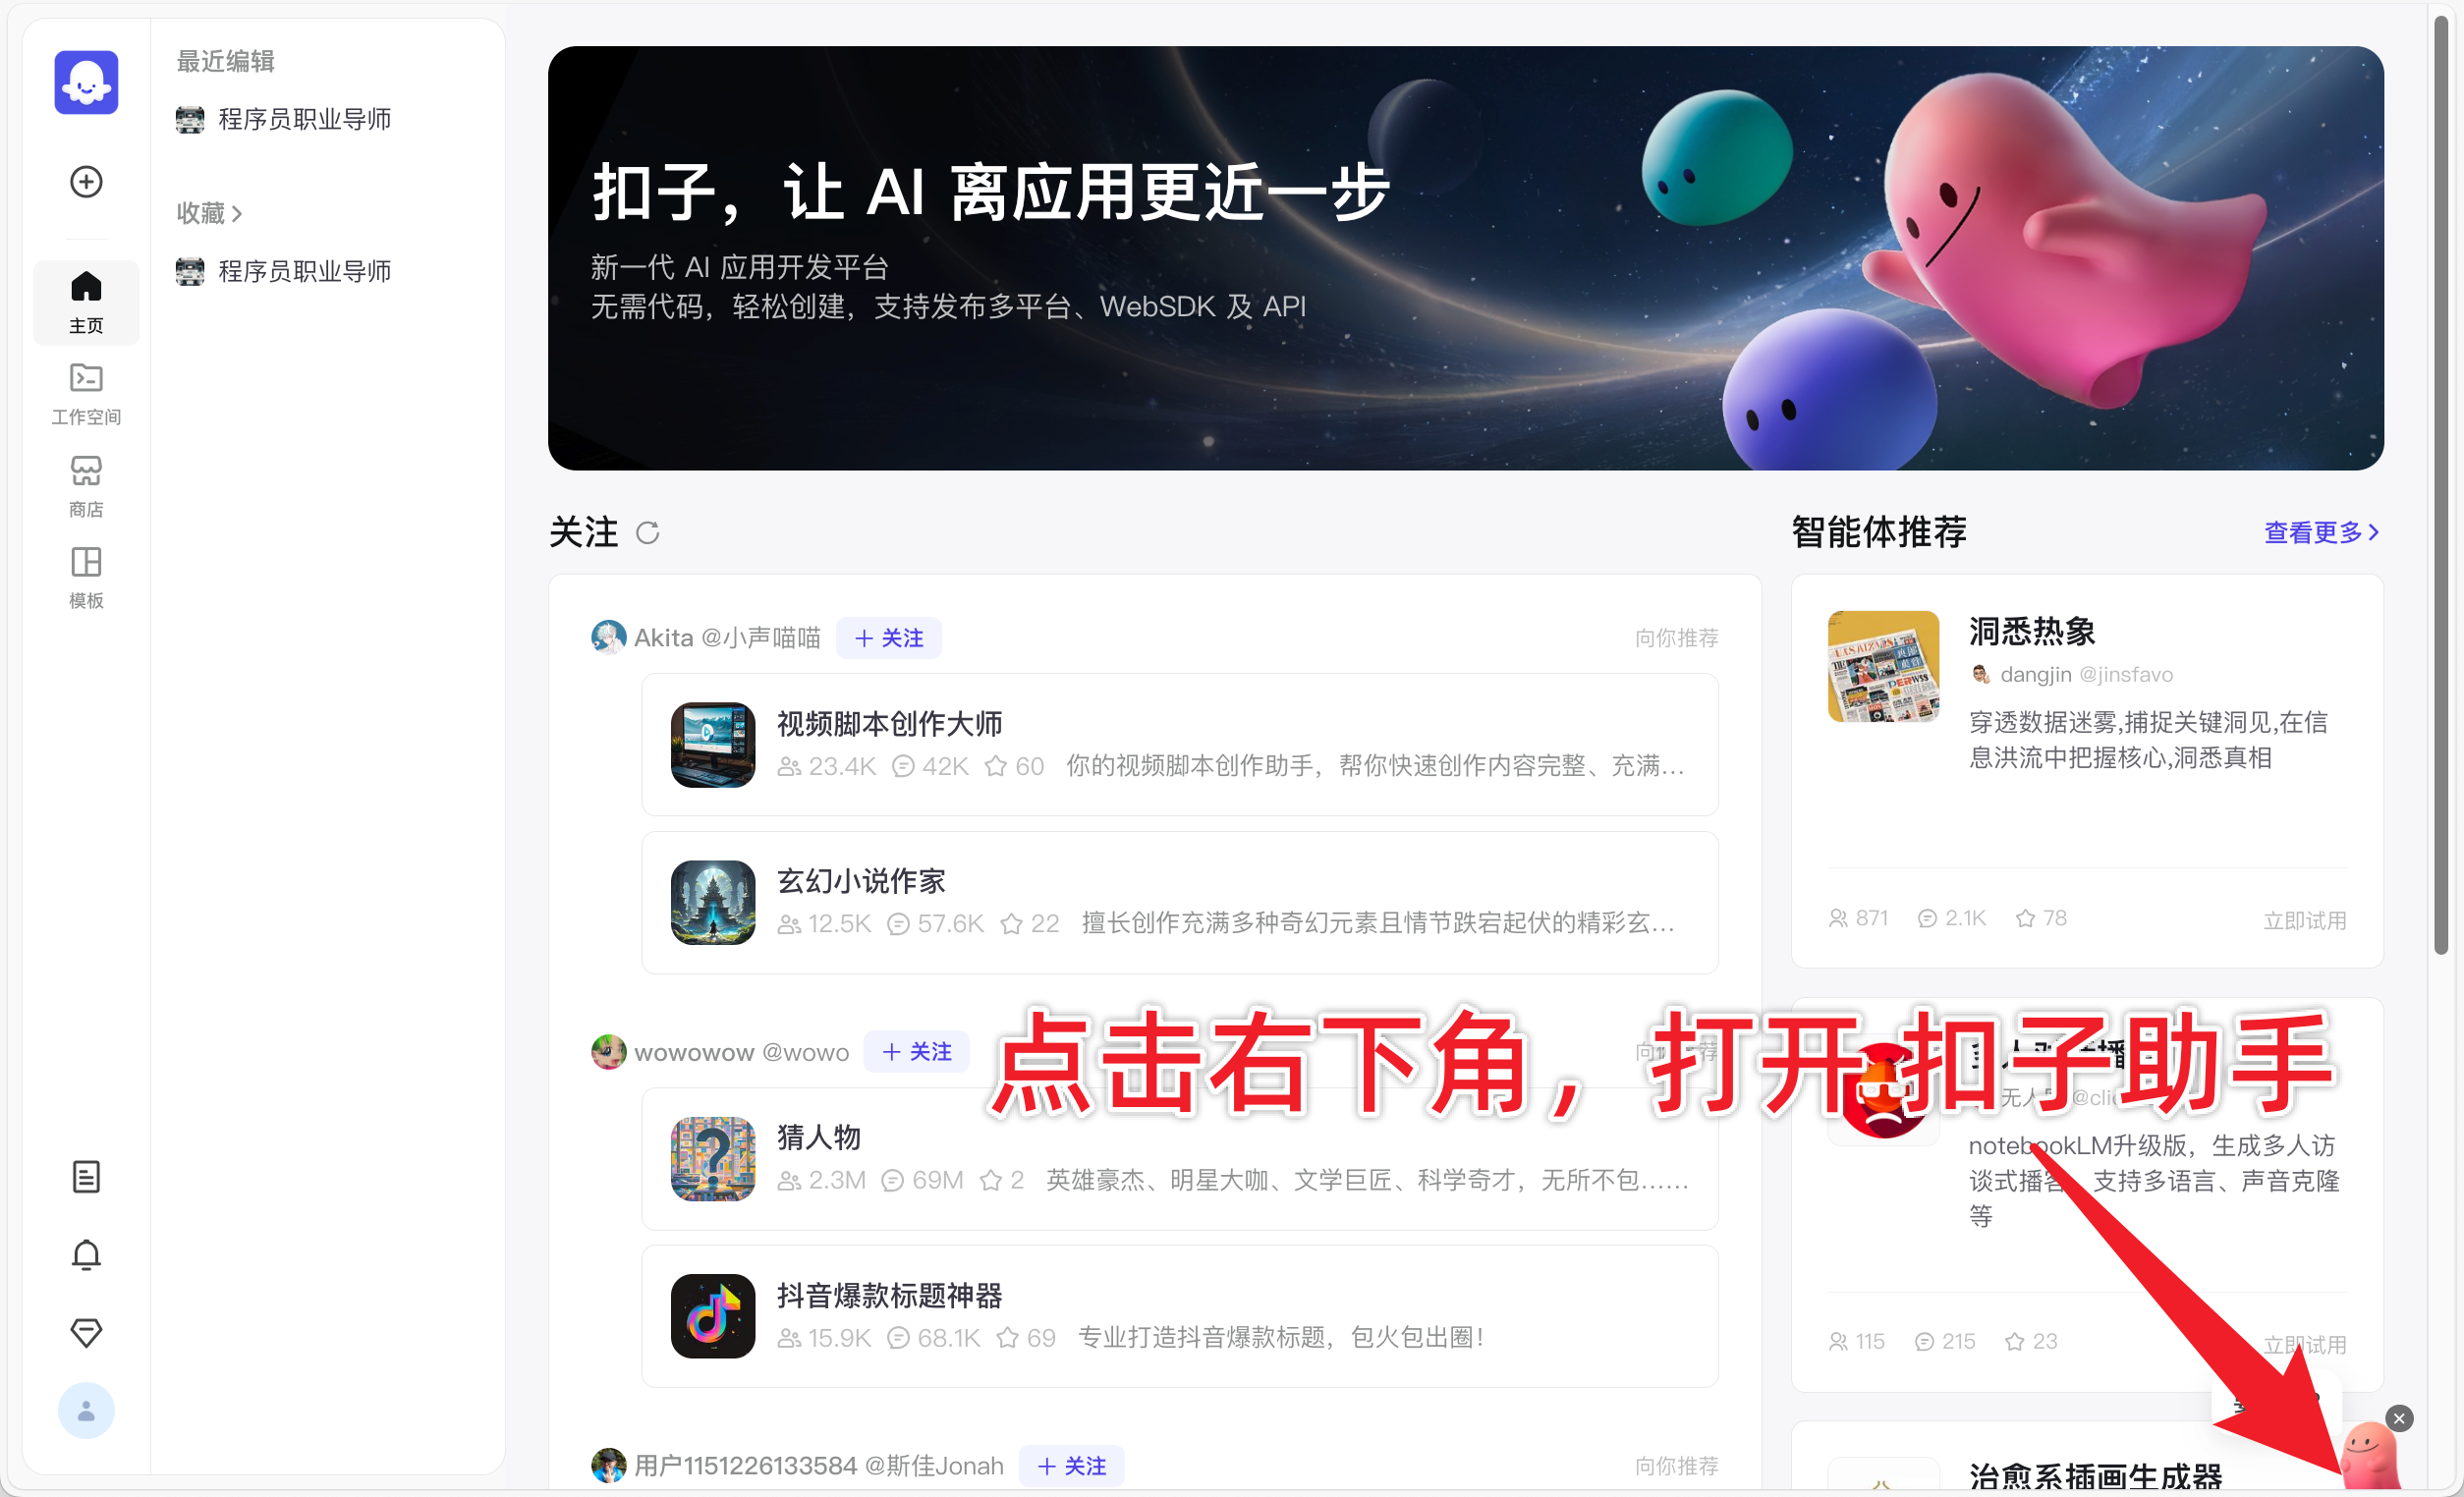 最近编辑
程序员职业导师
收藏
程序员职业导师
主页
工作空间
商店
模板
扣子，让 AI 离应用更近一步
新一代 AI 应用开发平台
无需代码，轻松创建，支持发布多平台、WebSDK 及 API
关注
Akita @小声喵喵 + 关注 向你推荐
视频脚本创作大师
23.4K 42K 60 你的视频脚本创作助手，帮你快速创作内容完整、充满...
玄幻小说作家
12.5K 57.6K 22 擅长创作充满多种奇幻元素且情节跌宕起伏的精彩玄...
wowowow @wowo + 关注
点击右下角，打开扣子助手
猜人物
2.3M 69M 2 英雄豪杰、明星大咖、文学巨匠、科学奇才，无所不包......
抖音爆款标题神器
15.9K 68.1K 69 专业打造抖音爆款标题，包火包出圈！
用户1151226133584 @斯佳Jonah + 关注 向你推荐
智能体推荐 查看更多
洞悉热象
dangjin @jinsfavo
穿透数据迷雾,捕捉关键洞见,在信
息洪流中把握核心,洞悉真相
871 2.1K 78 立即试用
notebookLM升级版，生成多人访
谈式播客，支持多语言、声音克隆
等
115 215 23 立即试用
治愈系插画生成器